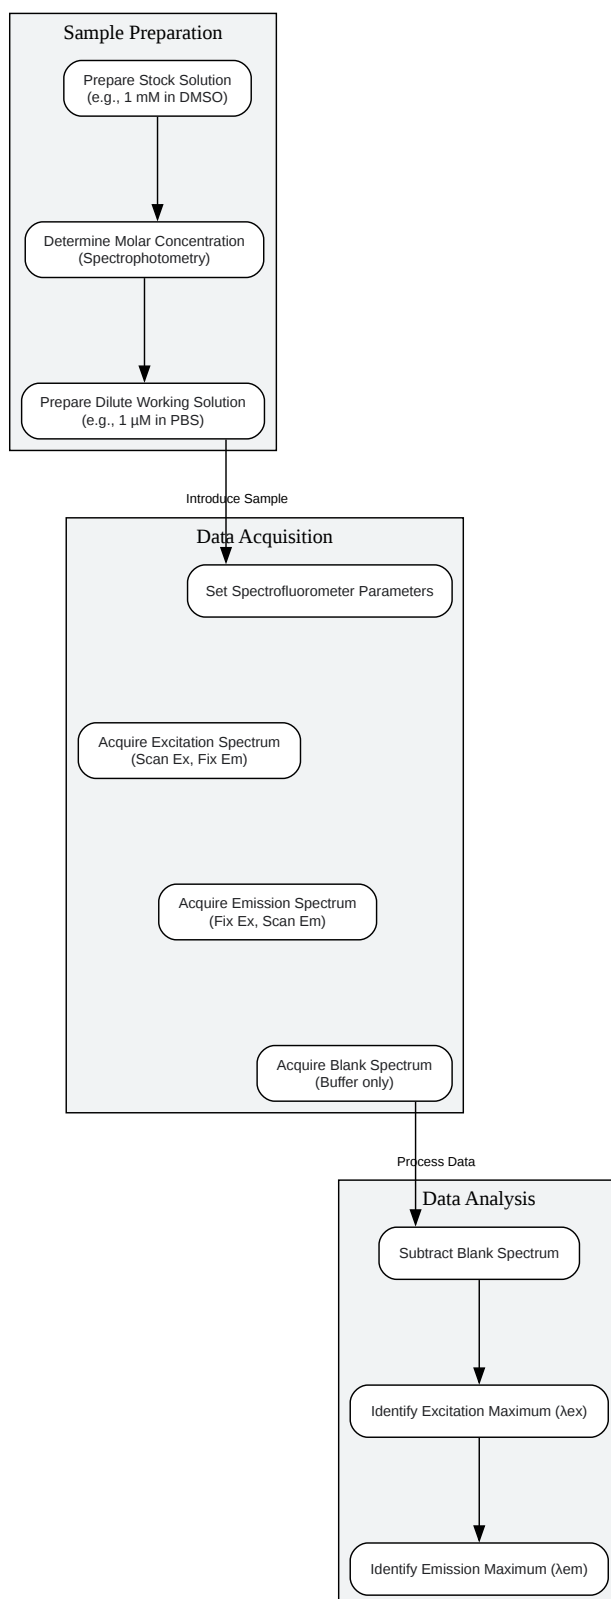 Sample Preparation
Prepare Stock Solution
(e.g., 1 mM in DMSO)
Determine Molar Concentration
(Spectrophotometry)
Prepare Dilute Working Solution
(e.g., 1 µM in PBS)
Introduce Sample
Data Acquisition
Set Spectrofluorometer Parameters
Acquire Excitation Spectrum
(Scan Ex, Fix Em)
Acquire Emission Spectrum
(Fix Ex, Scan Em)
Acquire Blank Spectrum
(Buffer only)
Process Data
Data Analysis
Subtract Blank Spectrum
Identify Excitation Maximum (λex)
Identify Emission Maximum (λem)